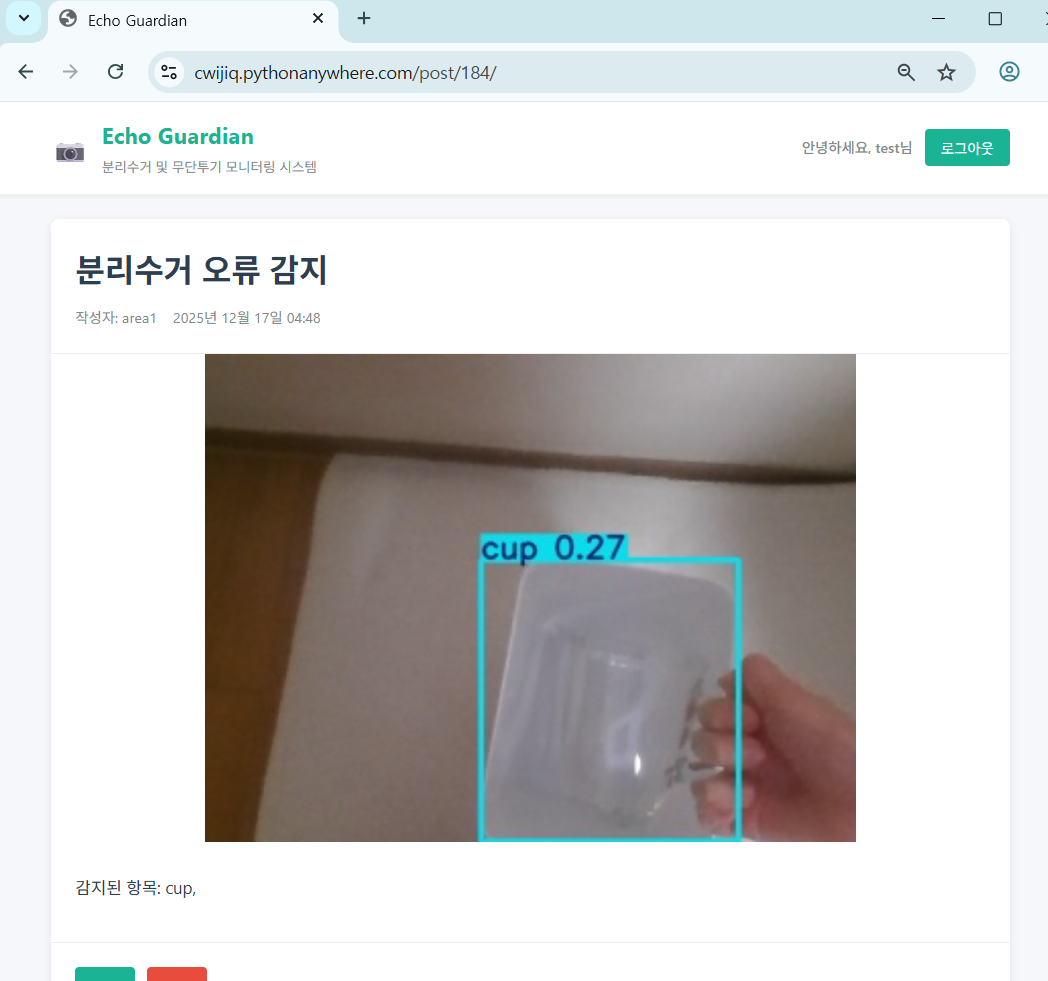 Echo Guardian
cwijiq.pythonanywhere.com/post/184/
Echo Guardian
분리수거 및 무단투기 모니터링 시스템
안녕하세요, test님
로그아웃
분리수거 오류 감지
작성자: area1 2025년 12월 17일 04:48
cup 0.27
감지된 항목: cup,